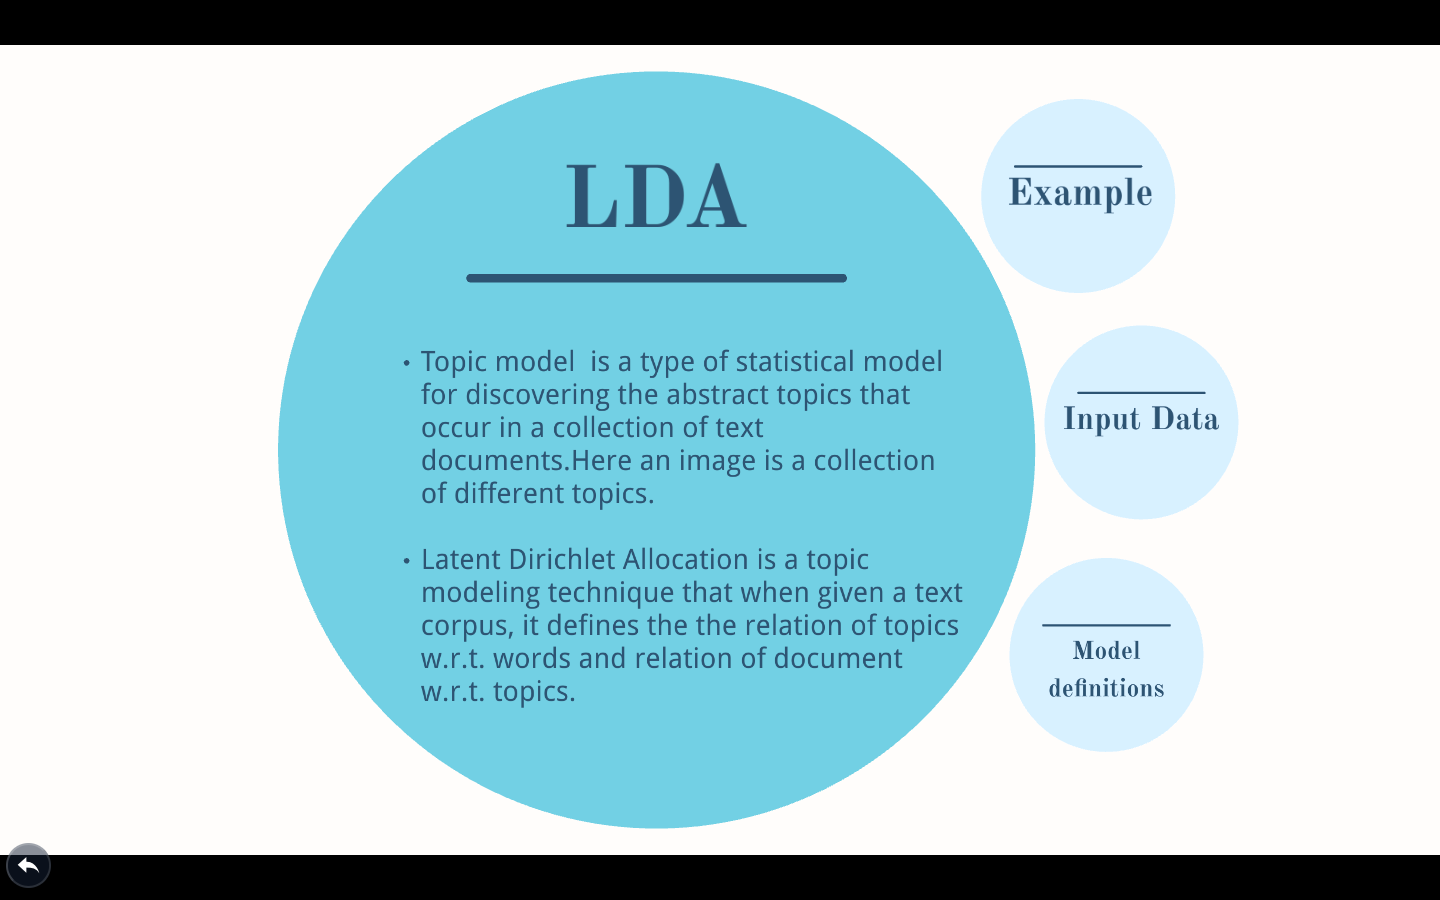 LDA
• Topic model  is a type of statistical model
for discovering the abstract topics that
occur in a collection of text
documents.Here an image is a collection
of different topics.
• Latent Dirichlet Allocation is a topic
modeling technique that when given a text
corpus, it defines the the relation of topics
w.r.t. words and relation of document
w.r.t. topics.
Example
Input Data
Model
definitions